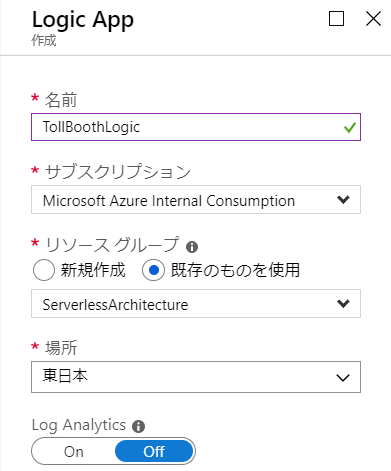 Logic App
作成
* 名前
TollBoothLogic
* サブスクリプション
Microsoft Azure Internal Consumption
* リソース グループ
新規作成 既存のものを使用
ServerlessArchitecture
* 場所
東日本
Log Analytics
On Off